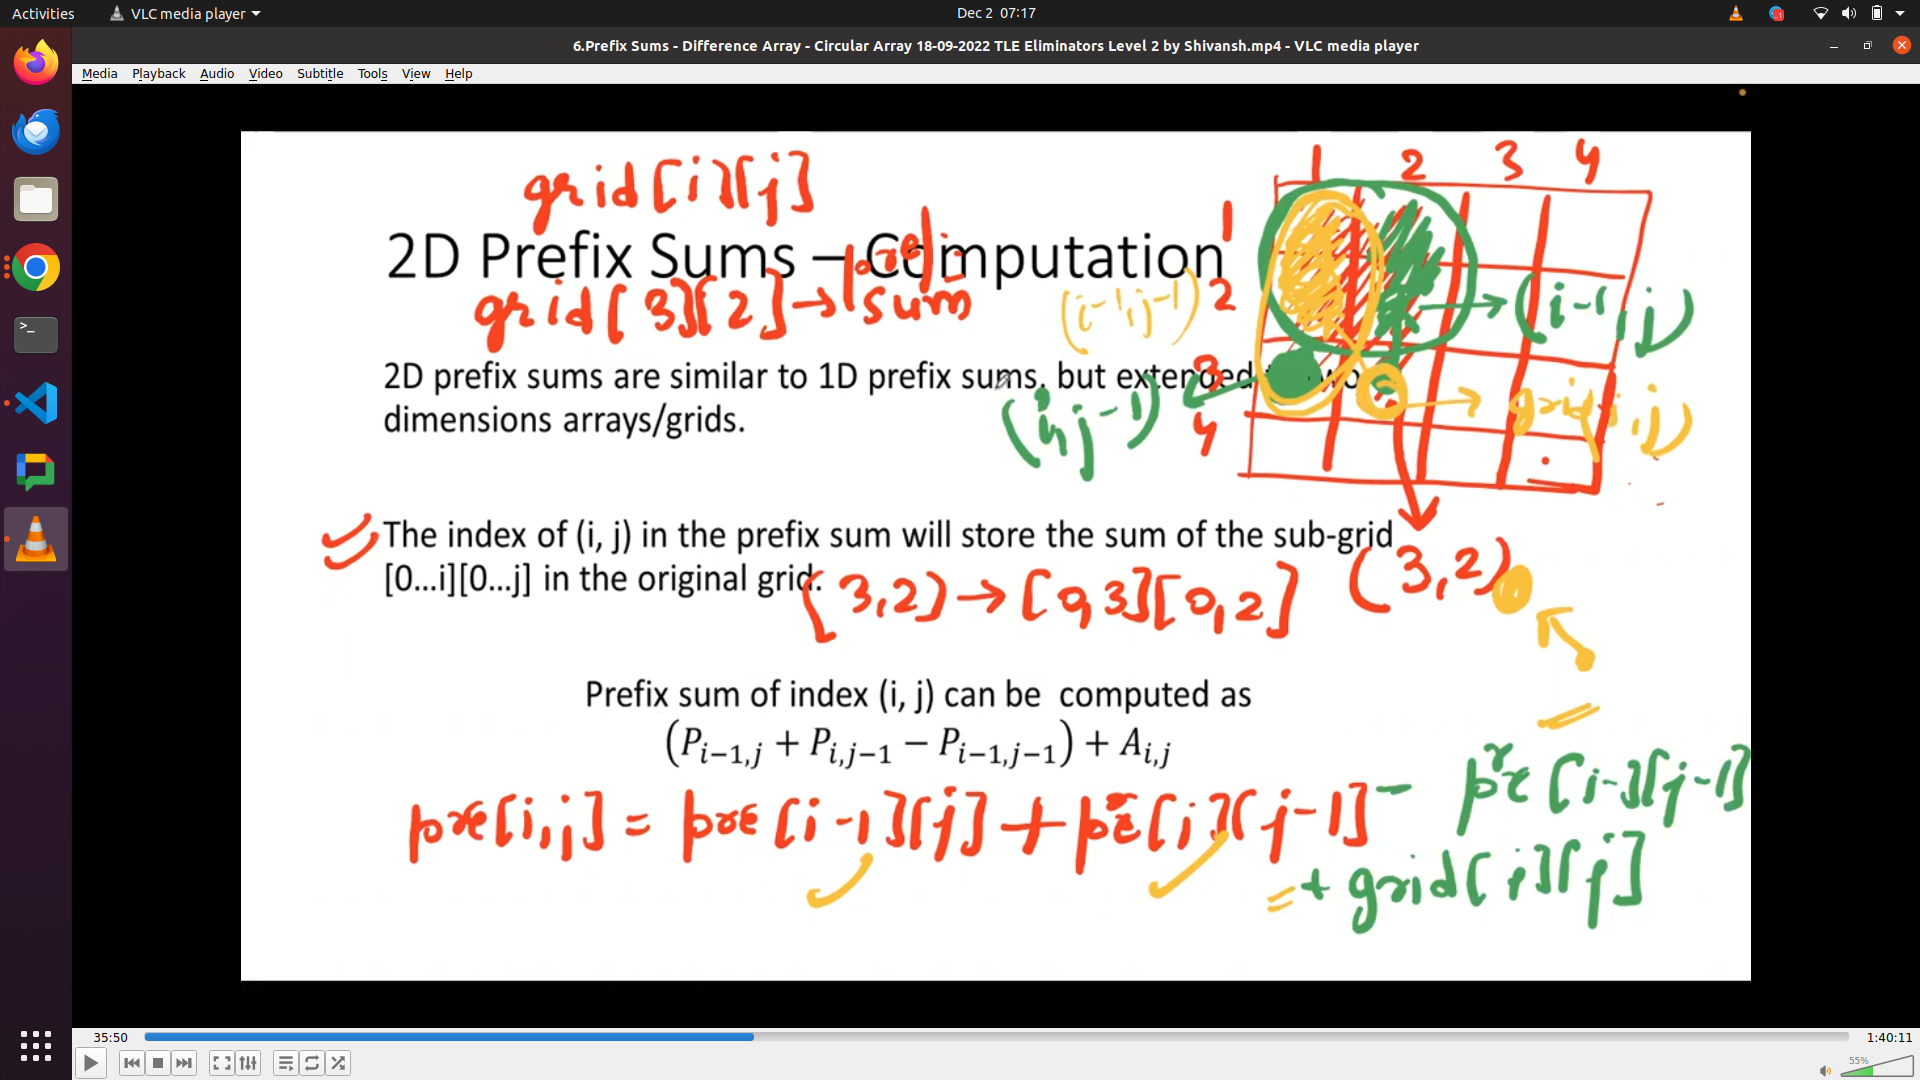 Activities
VLC media player
Dec 2 07:17
6.Prefix Sums - Difference Array - Circular Array 18-09-2022 TLE Eliminators Level 2 by Shivansh.mp4 - VLC media player
Media Playback Audio Video Subtitle Tools View Help
grid[i][j]
1 2 3 4
2D Prefix Sums – Computation
pre
1
grid[3][2]→ sum
(i-1,j-1)
2
(i-1,j)
2D prefix sums are similar to 1D prefix sums, but extended two
3
dimensions arrays/grids.
(i,j-1)
4
grid(i,j)
The index of (i, j) in the prefix sum will store the sum of the sub-grid
[0...i][0...j] in the original grid.
(3,2)→[0,3][0,2]
(3,2)
Prefix sum of index (i, j) can be computed as
(P i−1,j + P i,j−1 − P i−1,j−1) + A i,j
pre[i,j] = pre[i-1][j] + pre[i][j-1] - pre[i-1][j-1]
+ grid[i][j]
35:50
1:40:11
55%